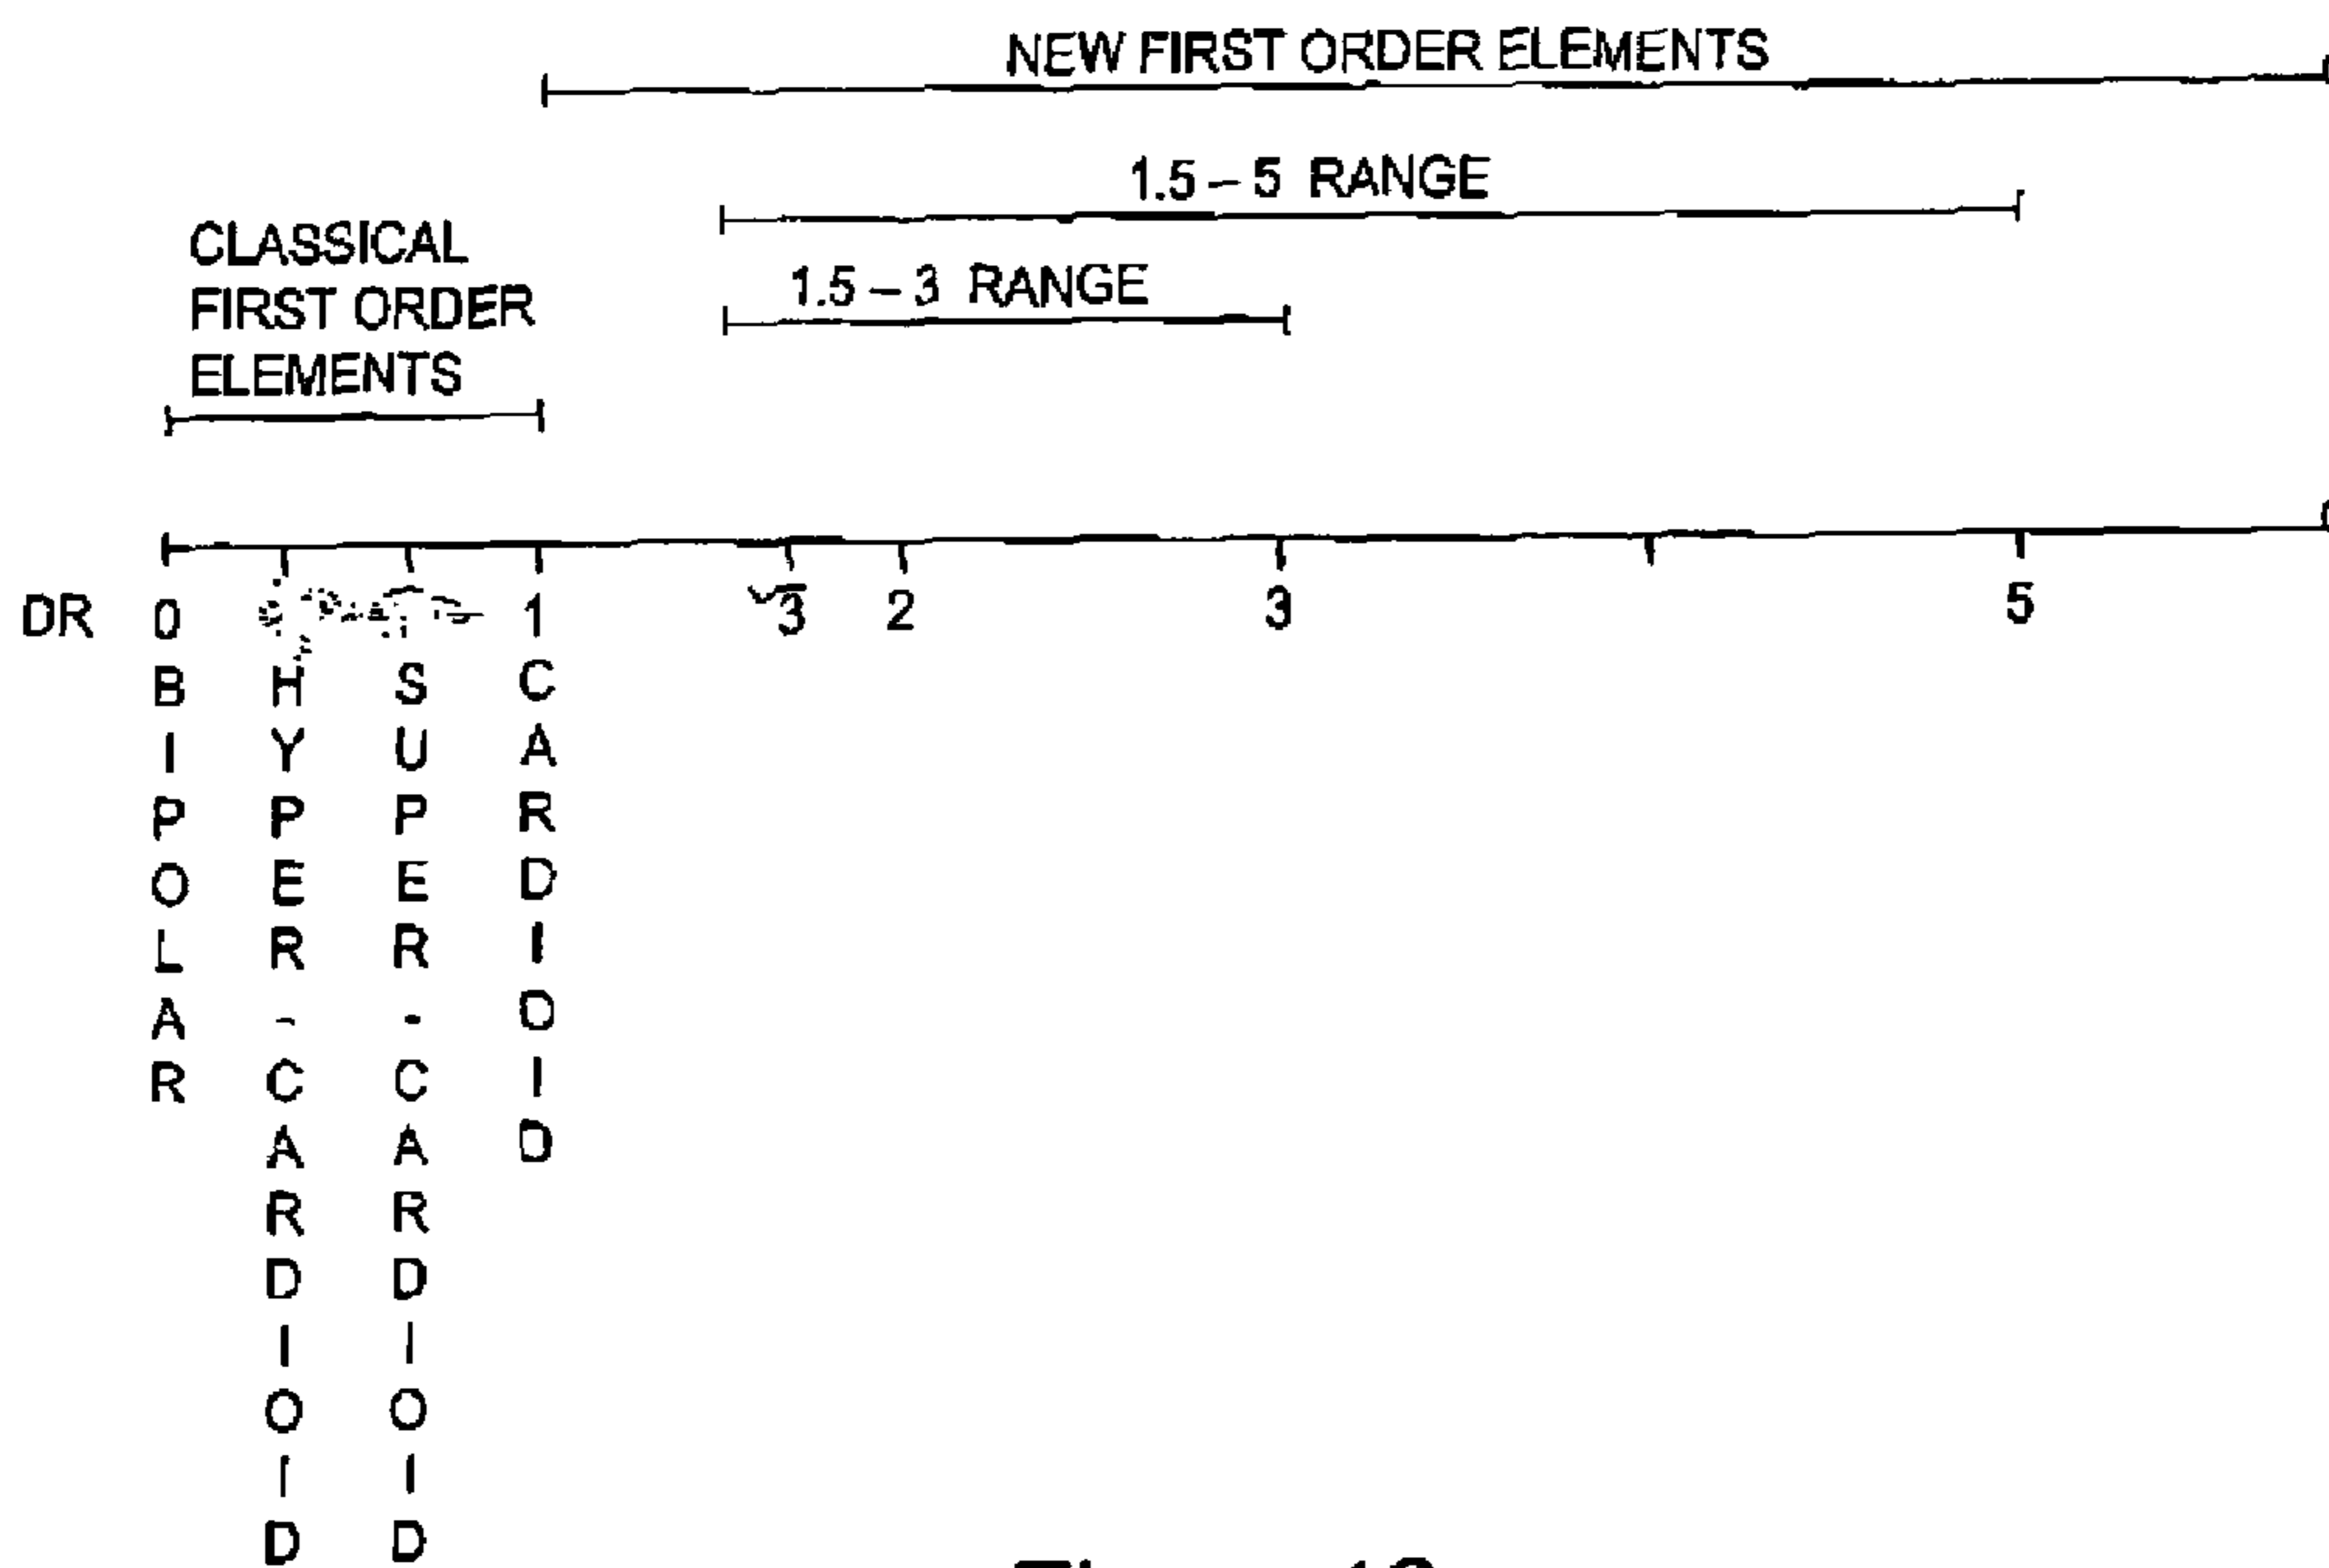 NEW FIRST ORDER ELEMENTS
1.5 – 5 RANGE
CLASSICAL
FIRST ORDER
ELEMENTS
1.5 – 3 RANGE
DR 0 1 √3 2 3 5
BIPOLAR
HYPER-CARDIOID
SUPER-CARDIOID
CARDIOID